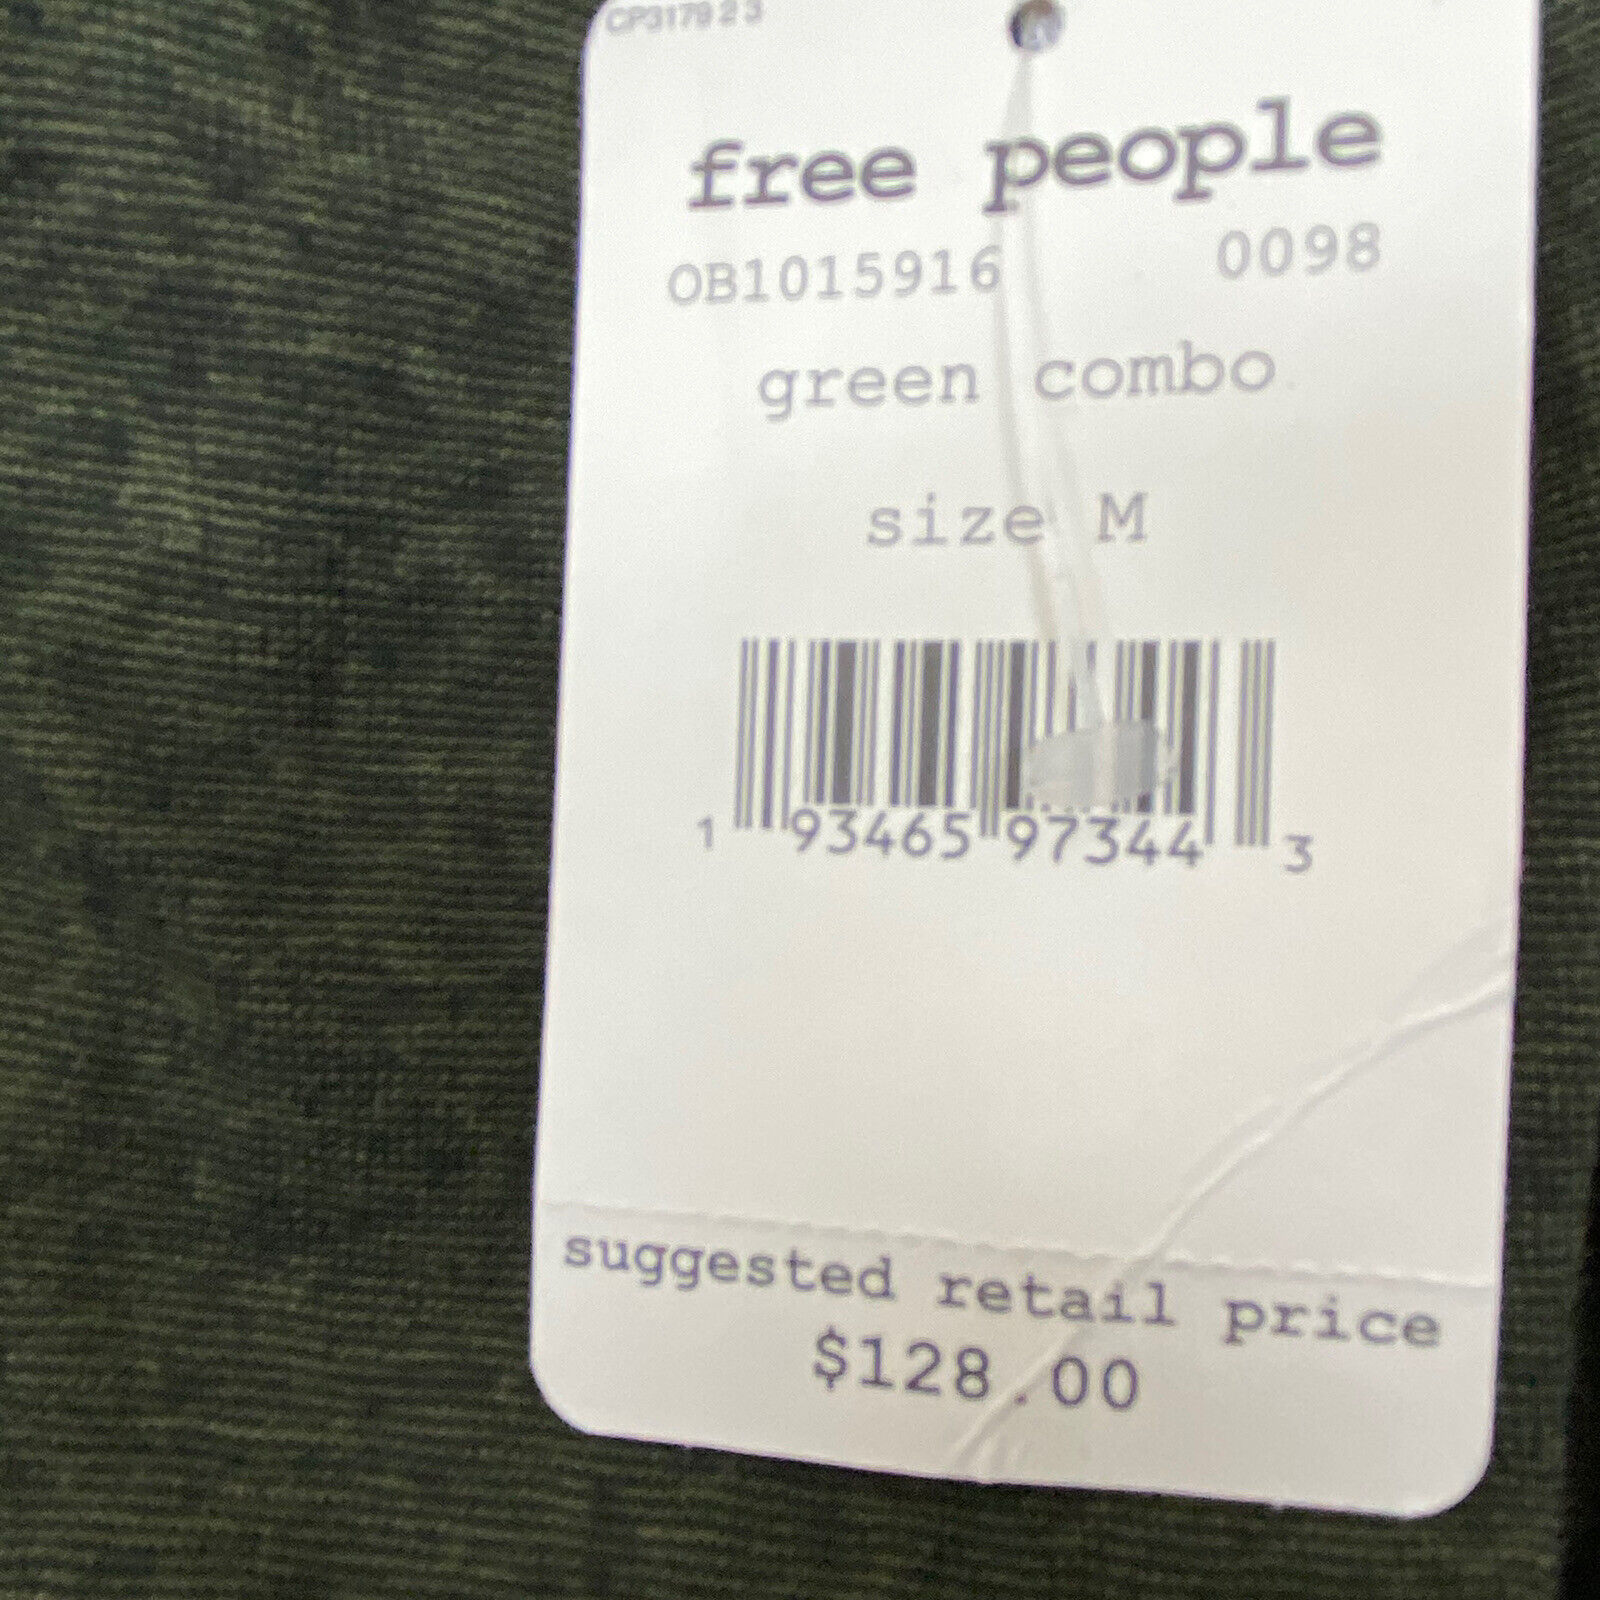 CP317923
free people
OB1015916 0098
green combo
size M
1 93465 97344 3
suggested retail price
$128.00